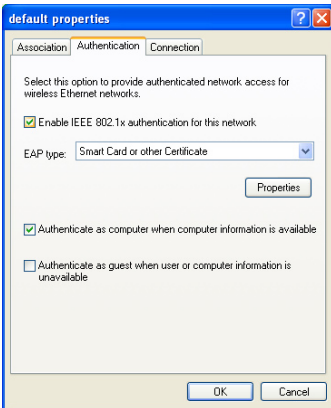 default properties
Association
Authentication
Connection
Select this option to provide authenticated network access for
wireless Ethernet networks.
Enable IEEE 802.1x authentication for this network
EAP type:
Smart Card or other Certificate
Properties
Authenticate as computer when computer information is available
Authenticate as guest when user or computer information is
unavailable
OK
Cancel